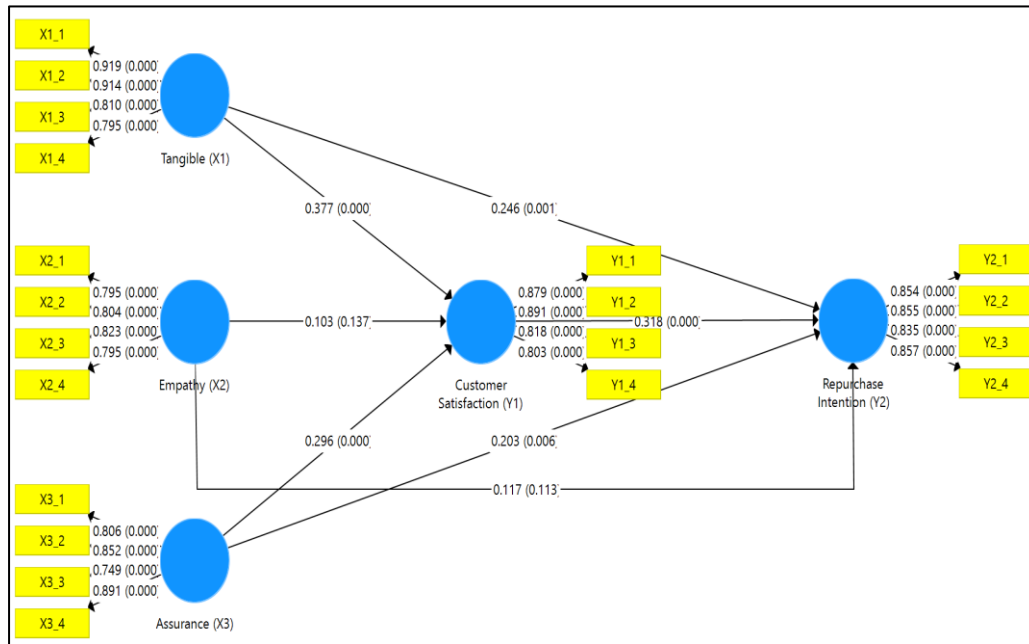 X1_1
0.919 (0.000)
X1_2
0.914 (0.000)
0.810 (0.000)
X1_3
0.795 (0.000)
X1_4
Tangible (X1)
0.377 (0.000)
0.246 (0.001)
X2_1
0.795 (0.000)
X2_2
0.804 (0.000)
0.823 (0.000)
X2_3
0.795 (0.000)
X2_4
Empathy (X2)
0.103 (0.137)
Y1_1
0.879 (0.000)
Y1_2
0.891 (0.000)
0.818 (0.000)
Y1_3
0.803 (0.000)
Y1_4
Customer
Satisfaction (Y1)
0.318 (0.000)
Y2_1
0.854 (0.000)
Y2_2
0.855 (0.000)
0.835 (0.000)
Y2_3
0.857 (0.000)
Y2_4
Repurchase
Intention (Y2)
0.296 (0.000)
0.203 (0.006)
0.117 (0.113)
X3_1
0.806 (0.000)
X3_2
0.852 (0.000)
0.749 (0.000)
X3_3
0.891 (0.000)
X3_4
Assurance (X3)